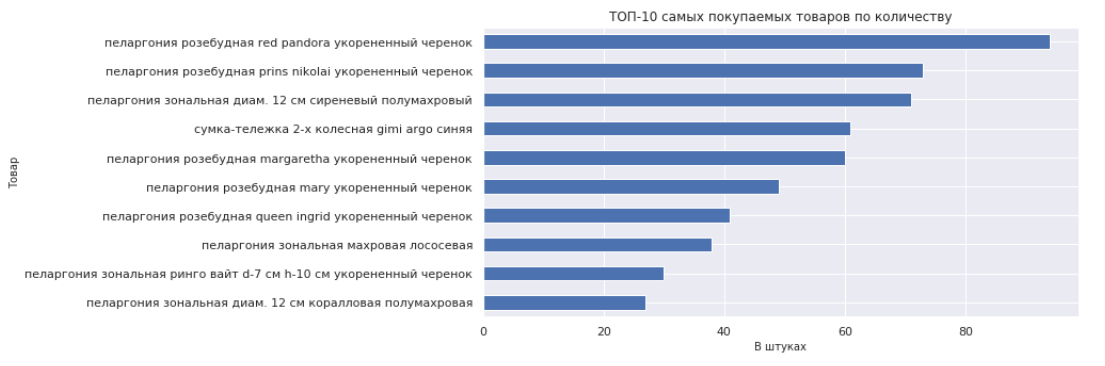 ТОП-10 самых покупаемых товаров по количеству
пеларгония розебудная red pandora укорененный черенок
пеларгония розебудная prins nikolai укорененный черенок
пеларгония зональная диам. 12 см сиреневый полумахровый
сумка-тележка 2-х колесная gimi argo синяя
пеларгония розебудная margaretha укорененный черенок
пеларгония розебудная mary укорененный черенок
пеларгония розебудная queen ingrid укорененный черенок
пеларгония зональная махровая лососевая
пеларгония зональная ринго вайт d-7 см h-10 см укорененный черенок
пеларгония зональная диам. 12 см коралловая полумахровая
Товар
0 20 40 60 80
В штуках